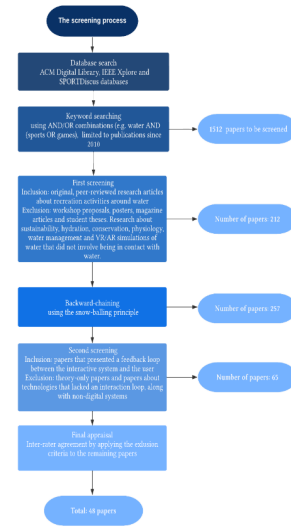 The screening process
Database search
ACM Digital Library, IEEE Xplore and
SPORTDiscus databases
Keyword searching
using AND/OR combinations (e.g. water AND
(sports OR games), limited to publications since
2010
1512 papers to be screened
First screening
Inclusion: original, peer-reviewed research articles
about recreation activities around water
Exclusion: workshop proposals, posters, magazine
articles and student theses. Research about
sustainability, hydration, conservation, physiology,
water management and VR/AR simulations of
water that did not involve being in contact with
water.
Number of papers: 232
Backward-chaining
using the snow-balling principle
Number of papers: 257
Second screening
Inclusion: papers that presented a feedback loop
between the interactive system and the user
Exclusion: theory-only papers and papers about
technologies that lacked an interaction loop, along
with non-digital systems
Number of papers: 65
Final appraisal
Inter-rater agreement by applying the exlusion
criteria to the remaining papers
Total: 48 papers